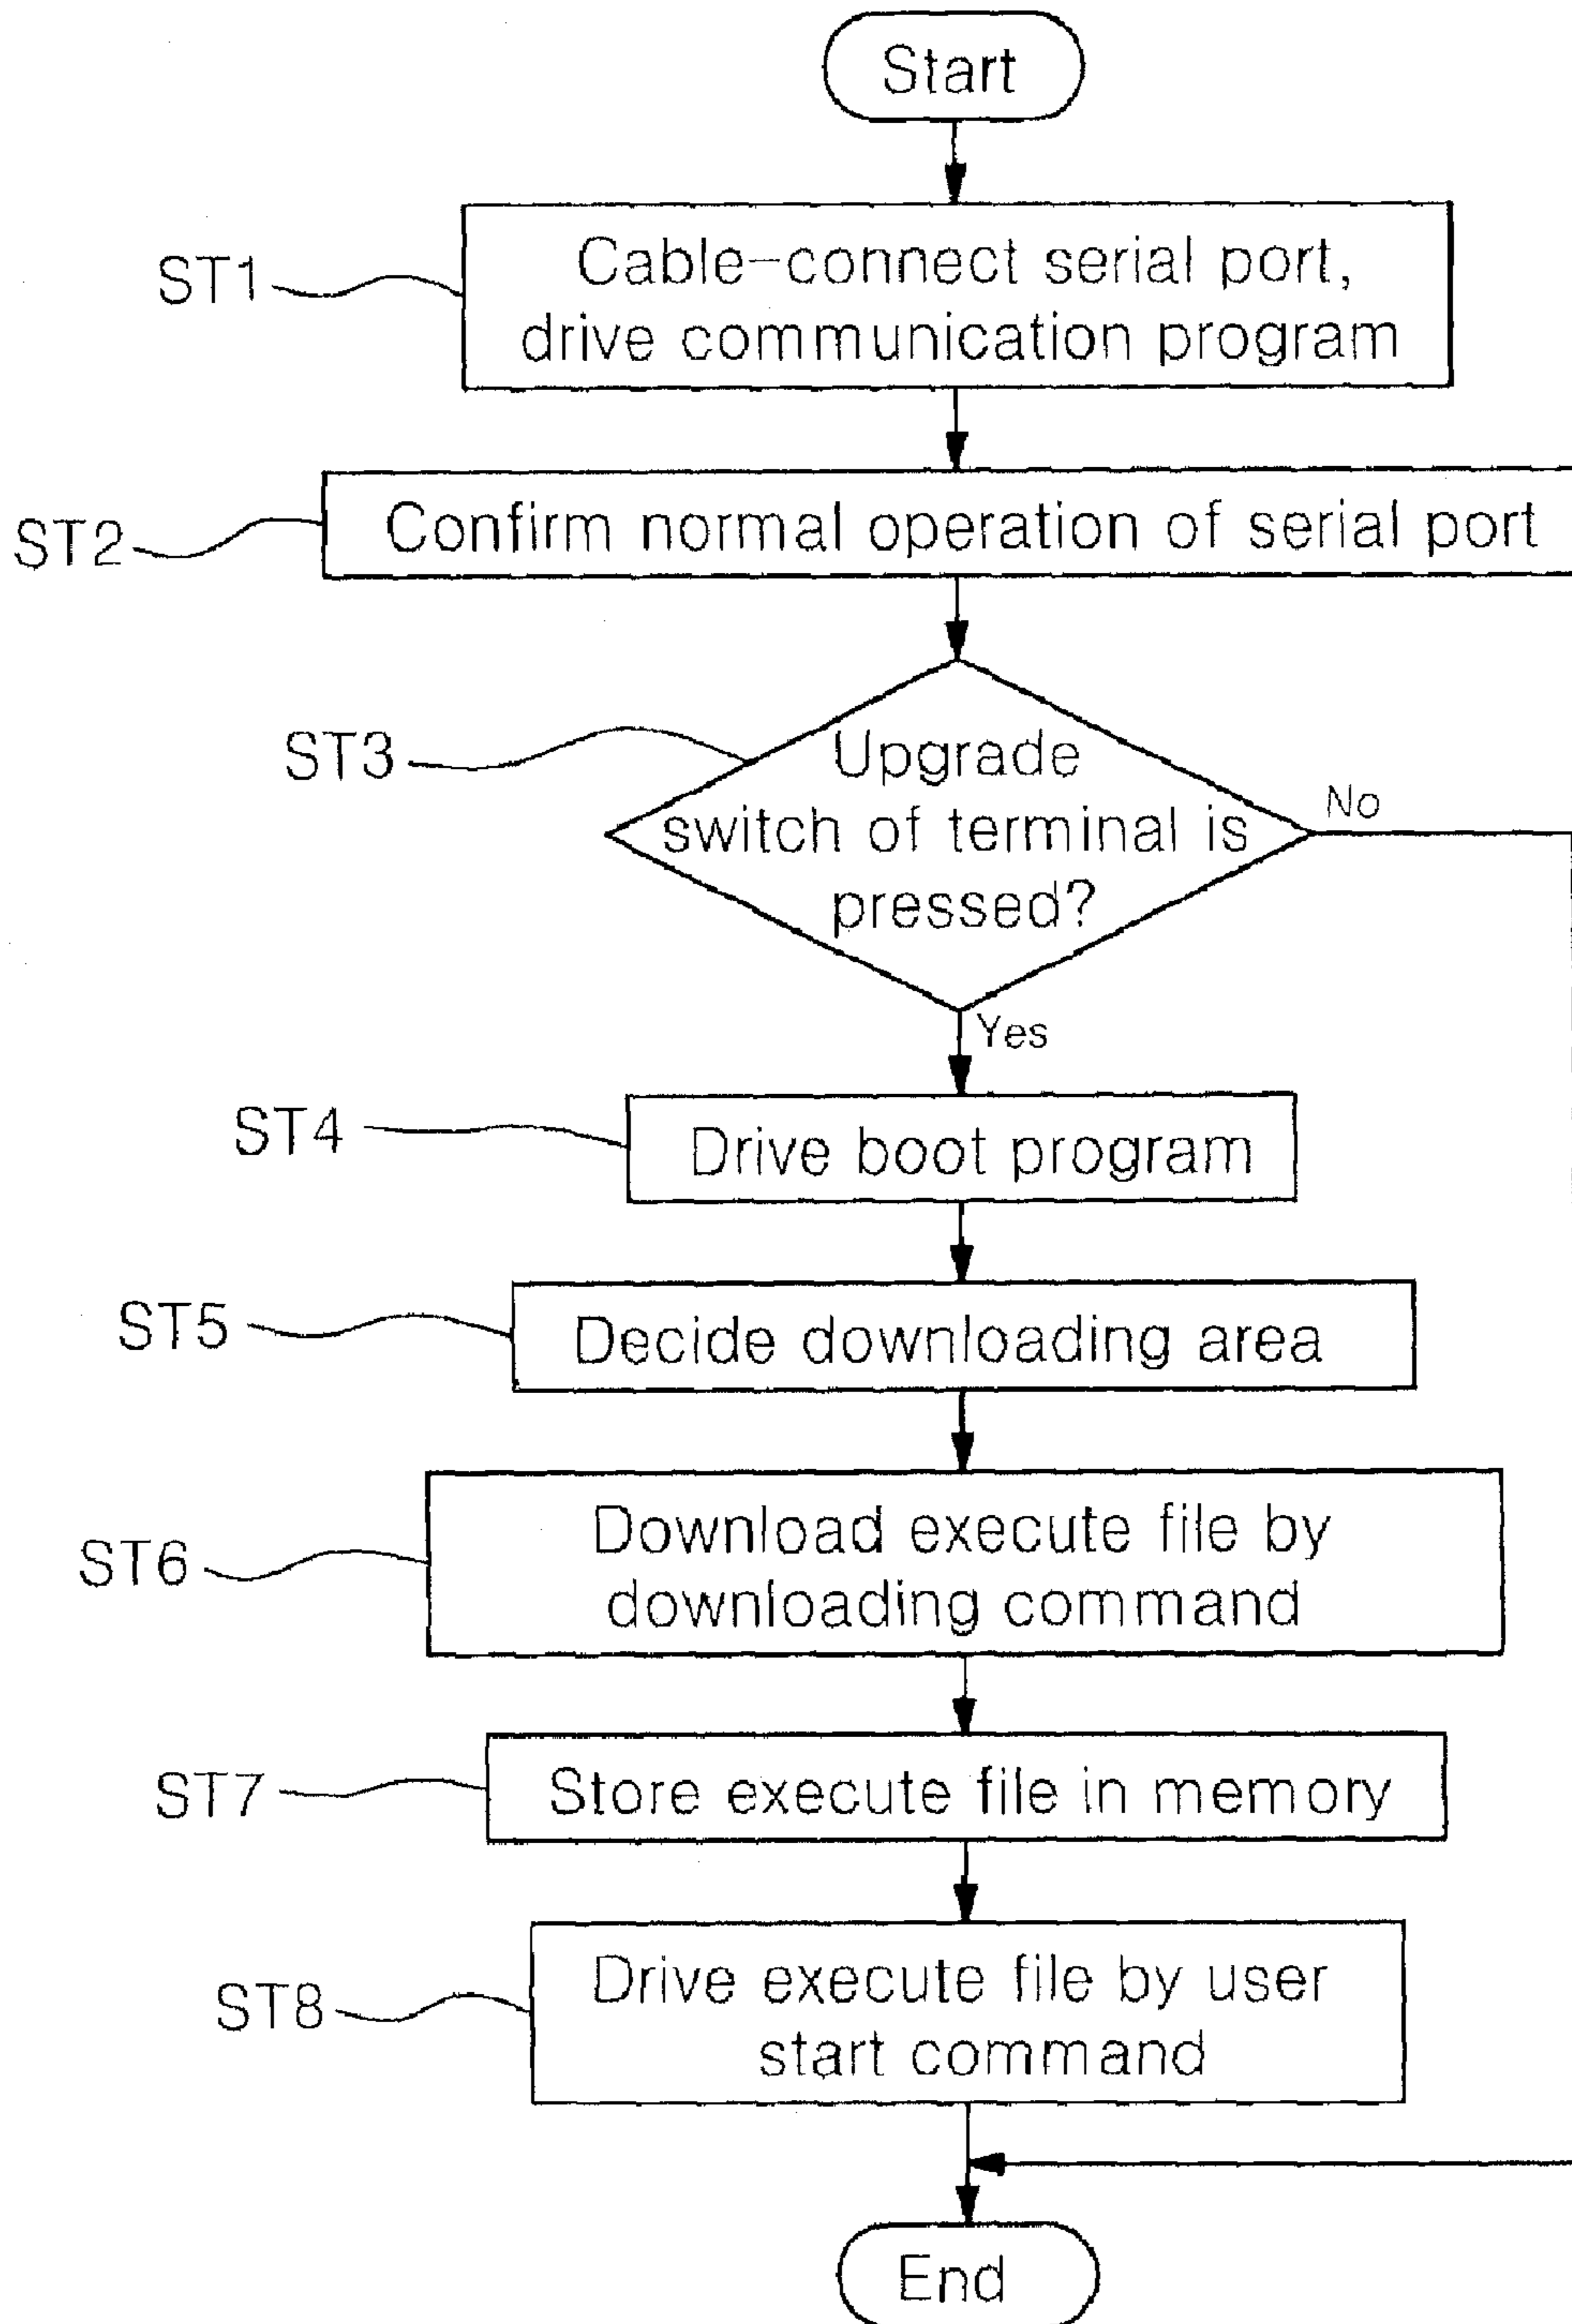 Start
ST1
Cable-connect serial port,
drive communication program
ST2
Confirm normal operation of serial port
ST3
Upgrade
switch of terminal is
pressed?
No
Yes
ST4
Drive boot program
ST5
Decide downloading area
ST6
Download execute file by
downloading command
ST7
Store execute file in memory
ST8
Drive execute file by user
start command
End